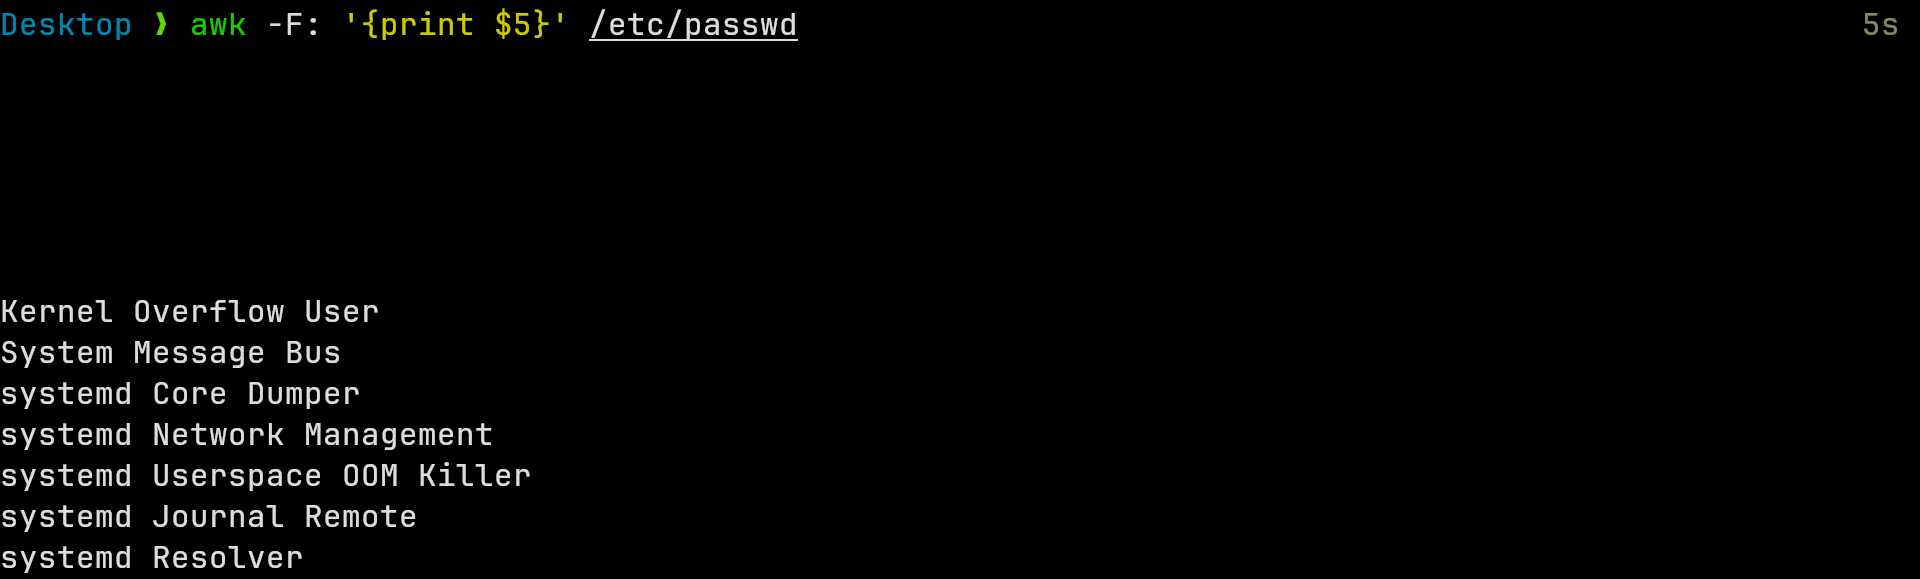 Desktop ❱ awk -F: '{print $5}' /etc/passwd 5s
Kernel Overflow User
System Message Bus
systemd Core Dumper
systemd Network Management
systemd Userspace OOM Killer
systemd Journal Remote
systemd Resolver